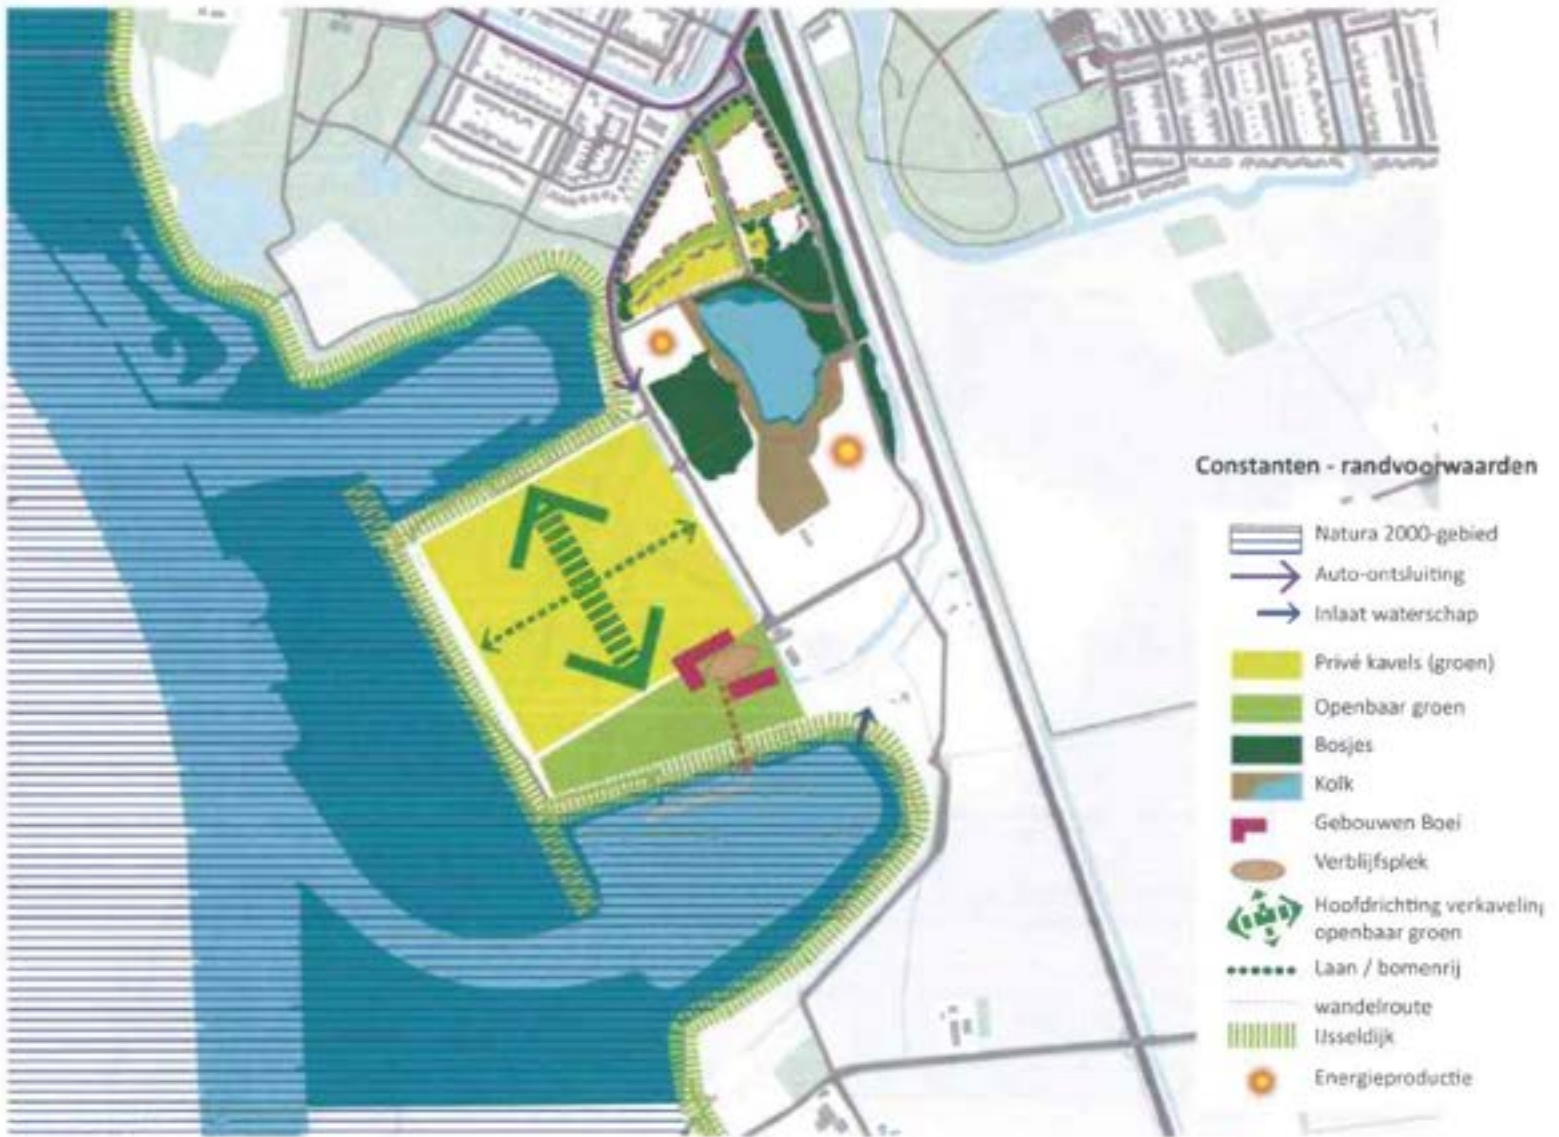 Constanten - randvoorwaarden
Natura 2000-gebied
Auto-ontsluiting
Inlaat waterschap
Privé kavels (groen)
Openbaar groen
Bosjes
Kolk
Gebouwen Boei
Verblijfsplek
Hoofdrichting verkaveling
openbaar groen
Laan / bomenrij
wandelroute
IJsseldijk
Energieproductie